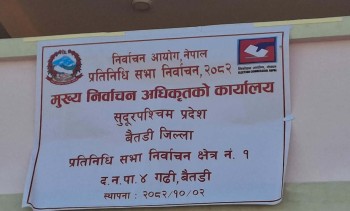 निर्वाचन आयोग, नेपाल
प्रतिनिधि सभा निर्वाचन, २०८२
मुख्य निर्वाचन अधिकृतको कार्यालय
सुदूरपश्चिम प्रदेश
बैतडी जिल्ला
प्रतिनिधि सभा निर्वाचन क्षेत्र नं. १
द.न.पा.४ गढी, बैतडी
स्थापना : २०८२/१०/०२